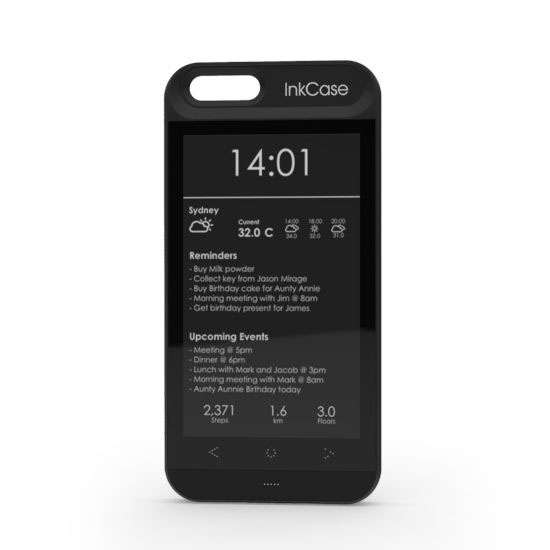 InkCase
14:01
Sydney
Current
32.0 C
14:00 18:00 20:00
34.0 32.0 31.0
Reminders
- Buy Milk powder
- Collect key from Jason Mirage
- Buy Birthday cake for Aunty Annie
- Morning meeting with Jim @ 8am
- Get birthday present for James
Upcoming Events
- Meeting @ 5pm
- Dinner @ 6pm
- Lunch with Mark and Jacob @ 3pm
- Morning meeting with Mark @ 8am
- Aunty Aunnie Birthday today
2,371 1.6 3.0
Steps km Floors